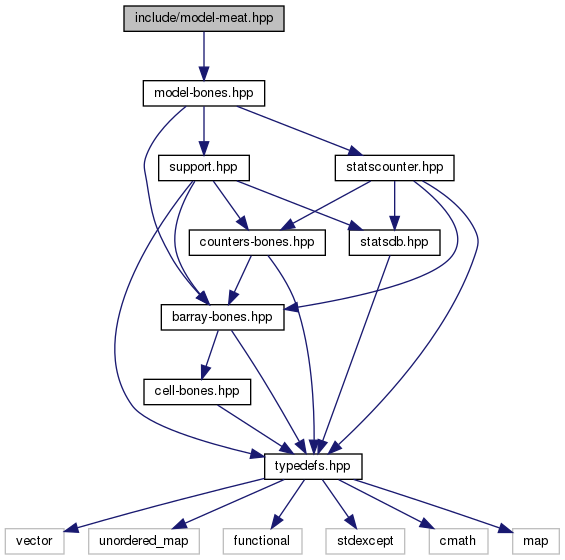 include/model-meat.hpp
model-bones.hpp
support.hpp
statscounter.hpp
counters-bones.hpp
statsdb.hpp
barray-bones.hpp
cell-bones.hpp
typedefs.hpp
vector
unordered_map
functional
stdexcept
cmath
map